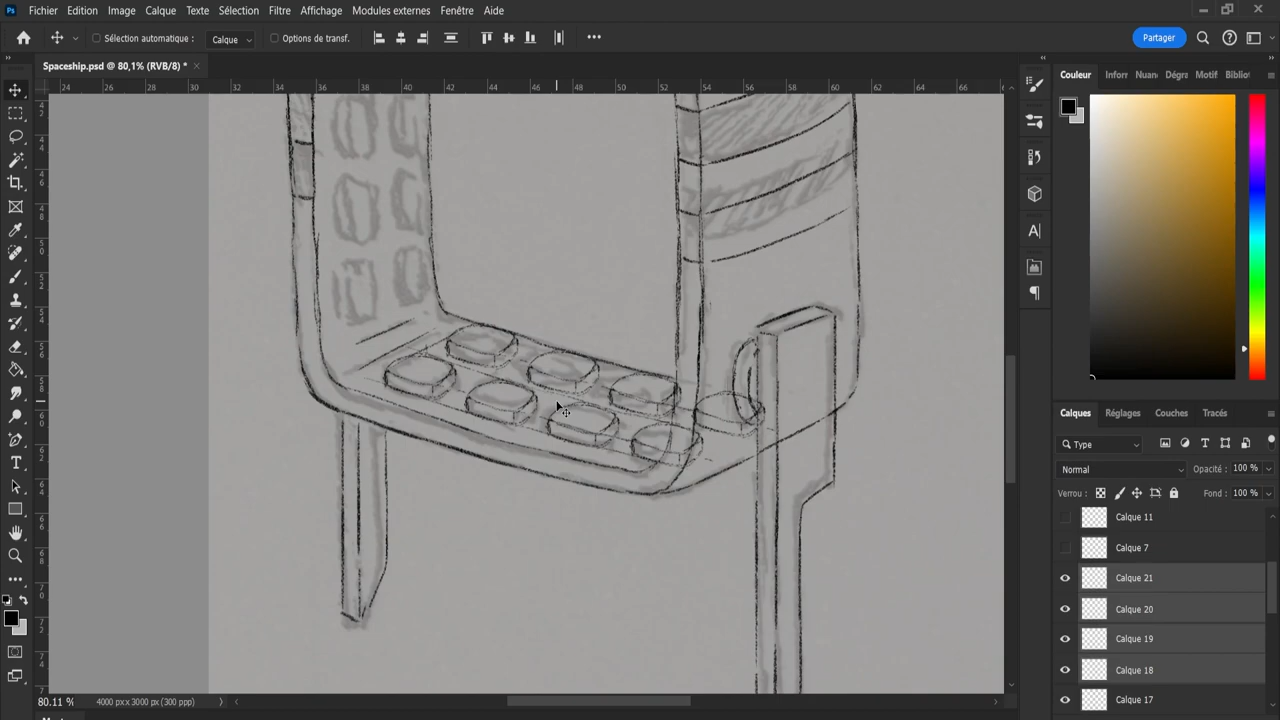 Ps Fichier Edition Image Calque Texte Sélection Filtre Affichage Modules externes Fenêtre Aide
Sélection automatique : Calque Options de transf. Partager
Spaceship.psd @ 80,1% (RVB/8) *
24 28 30 32 34 36 38 40 42 44 46 48 50 52 54 56 58 60 62 64 66
Couleur Inforr Nuan Dégra Motif Biblio
Calques Réglages Couches Tracés
Type
Normal Opacité : 100 %
Verrou : Fond : 100 %
Calque 11
Calque 7
Calque 21
Calque 20
Calque 19
Calque 18
Calque 17
80.11 % 4000 px x 3000 px (300 ppp)